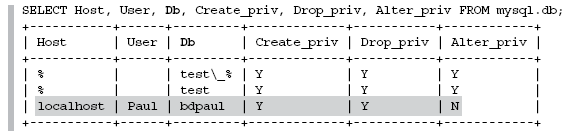 SELECT Host, User, Db, Create_priv, Drop_priv, Alter_priv FROM mysql.db;
+-----------+------+---------+-------------+-----------+------------+
| Host      | User | Db      | Create_priv | Drop_priv | Alter_priv |
+-----------+------+---------+-------------+-----------+------------+
| %         |      | test\_% | Y           | Y         | Y          |
| %         |      | test    | Y           | Y         | Y          |
| localhost | Paul | bdpaul  | Y           | Y         | N          |
+-----------+------+---------+-------------+-----------+------------+